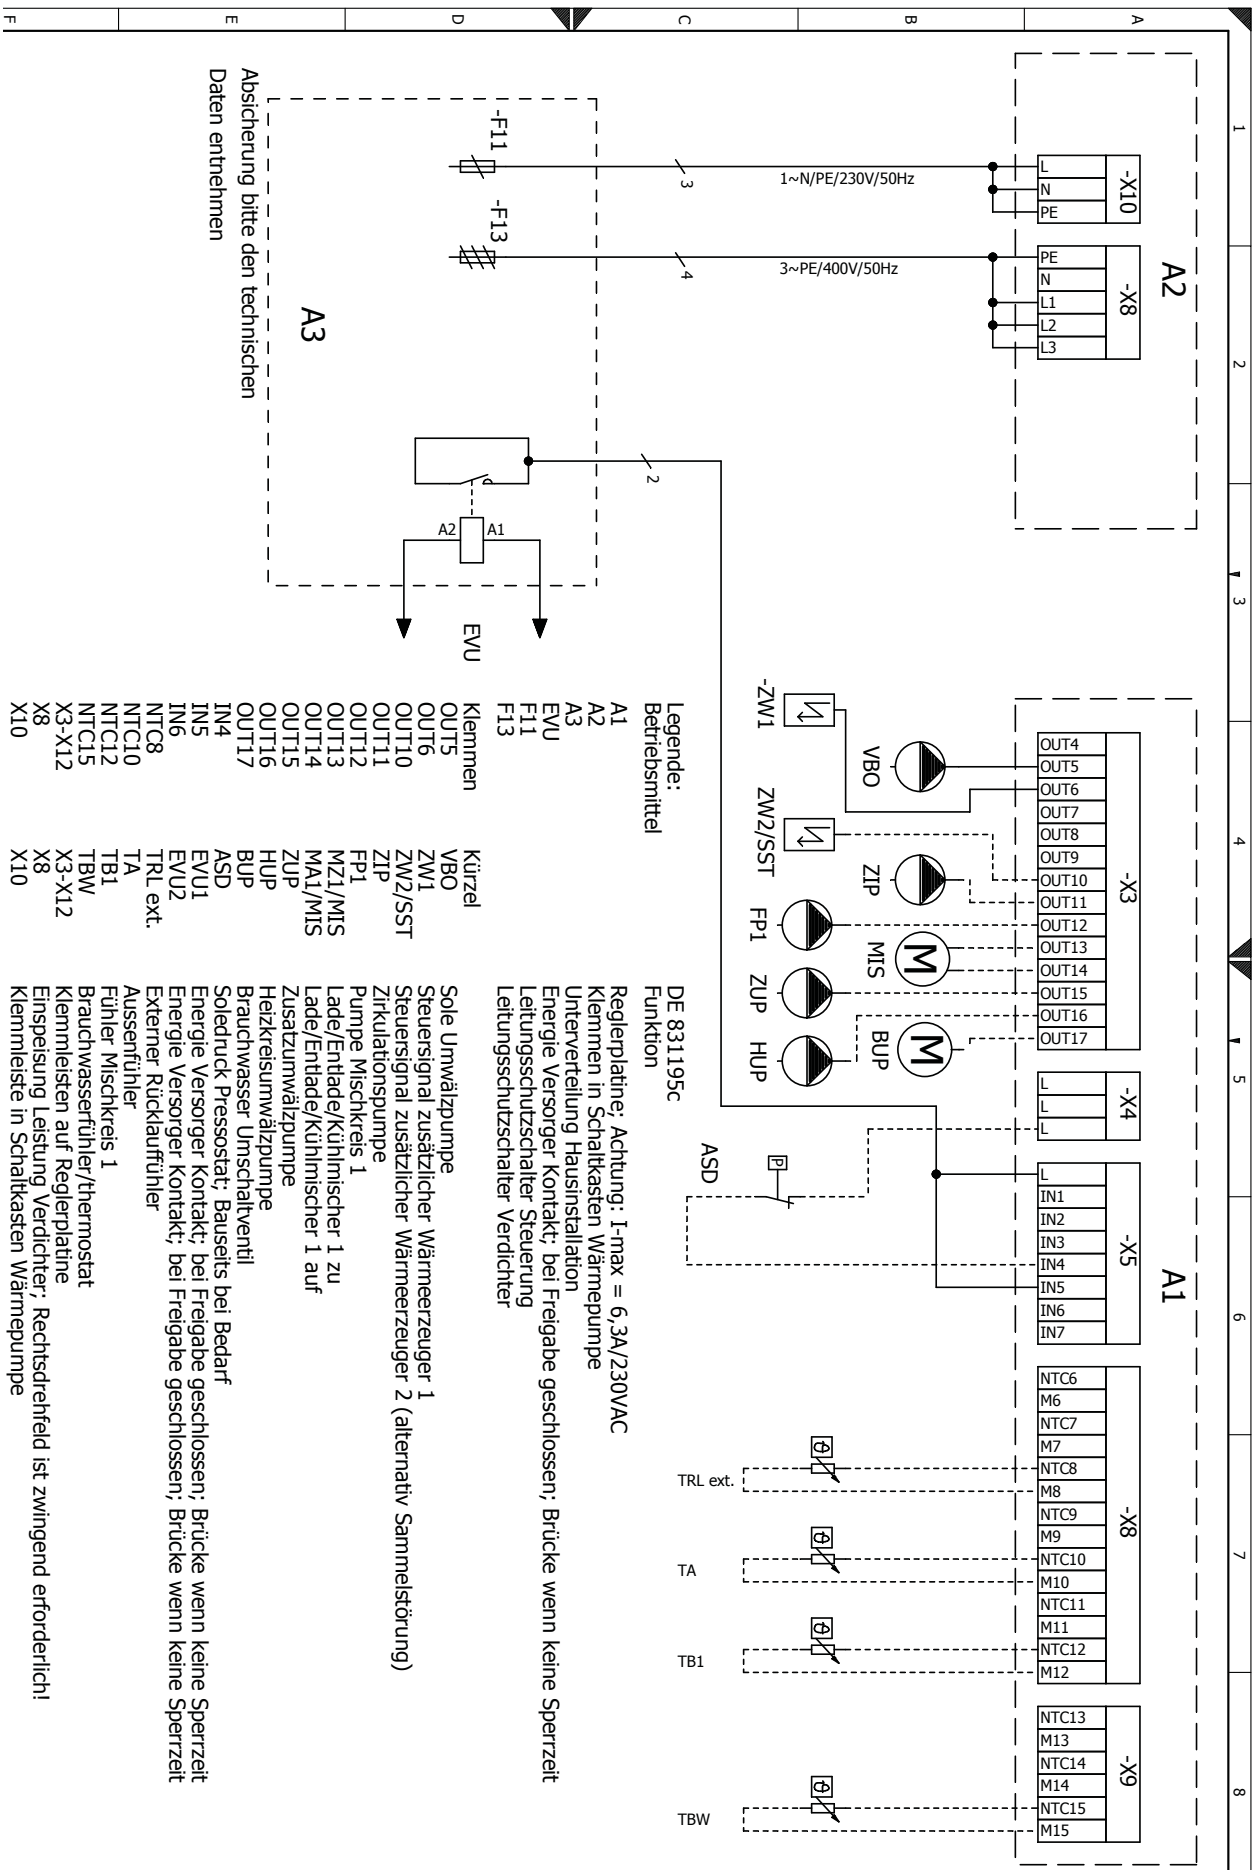 1
2
3
4
5
6
7
8
A
B
C
D
E
F
A2
-X10
L
N
PE
-X8
PE
N
L1
L2
L3
1~N/PE/230V/50Hz
3~PE/400V/50Hz
3
4
2
-F11
-F13
A3
A2
A1
EVU
Absicherung bitte den technischen
Daten entnehmen
A1
-X3
OUT4
OUT5
OUT6
OUT7
OUT8
OUT9
OUT10
OUT11
OUT12
OUT13
OUT14
OUT15
OUT16
OUT17
-X4
L
L
L
-X5
L
IN1
IN2
IN3
IN4
IN5
IN6
IN7
-X8
NTC6
M6
NTC7
M7
NTC8
M8
NTC9
M9
NTC10
M10
NTC11
M11
NTC12
M12
-X9
NTC13
M13
NTC14
M14
NTC15
M15
-ZW1
VBO
ZW2/SST
ZIP
FP1
M
MIS
ZUP
HUP
M
BUP
P
ASD
ϑ
TRL ext.
ϑ
TA
ϑ
TB1
ϑ
TBW
Legende: DE 831195c
Betriebsmittel Funktion
A1 Reglerplatine; Achtung: I-max = 6,3A/230VAC
A2 Klemmen in Schaltkasten Wärmepumpe
A3 Unterverteilung Hausinstallation
EVU Energie Versorger Kontakt; bei Freigabe geschlossen; Brücke wenn keine Sperrzeit
F11 Leitungsschutzschalter Steuerung
F13 Leitungsschutzschalter Verdichter
Klemmen Kürzel
OUT5 VBO Sole Umwälzpumpe
OUT6 ZW1 Steuersignal zusätzlicher Wärmeerzeuger 1
OUT10 ZW2/SST Steuersignal zusätzlicher Wärmeerzeuger 2 (alternativ Sammelstörung)
OUT11 ZIP Zirkulationspumpe
OUT12 FP1 Pumpe Mischkreis 1
OUT13 MZ1/MIS Lade/Entlade/Kühlmischer 1 zu
OUT14 MA1/MIS Lade/Entlade/Kühlmischer 1 auf
OUT15 ZUP Zusatzumwälzpumpe
OUT16 HUP Heizkreisumwälzpumpe
OUT17 BUP Brauchwasser Umschaltventil
IN4 ASD Soledruck Pressostat; Bauseits bei Bedarf
IN5 EVU1 Energie Versorger Kontakt; bei Freigabe geschlossen; Brücke wenn keine Sperrzeit
IN6 EVU2 Energie Versorger Kontakt; bei Freigabe geschlossen; Brücke wenn keine Sperrzeit
NTC8 TRL ext. Externer Rücklauffühler
NTC10 TA Aussenfühler
NTC12 TB1 Fühler Mischkreis 1
NTC15 TBW Brauchwasserfühler/thermostat
X3-X12 X3-X12 Klemmleisten auf Reglerplatine
X8 X8 Einspeisung Leistung Verdichter; Rechtsdrehfeld ist zwingend erforderlich!
X10 X10 Klemmleiste in Schaltkasten Wärmepumpe